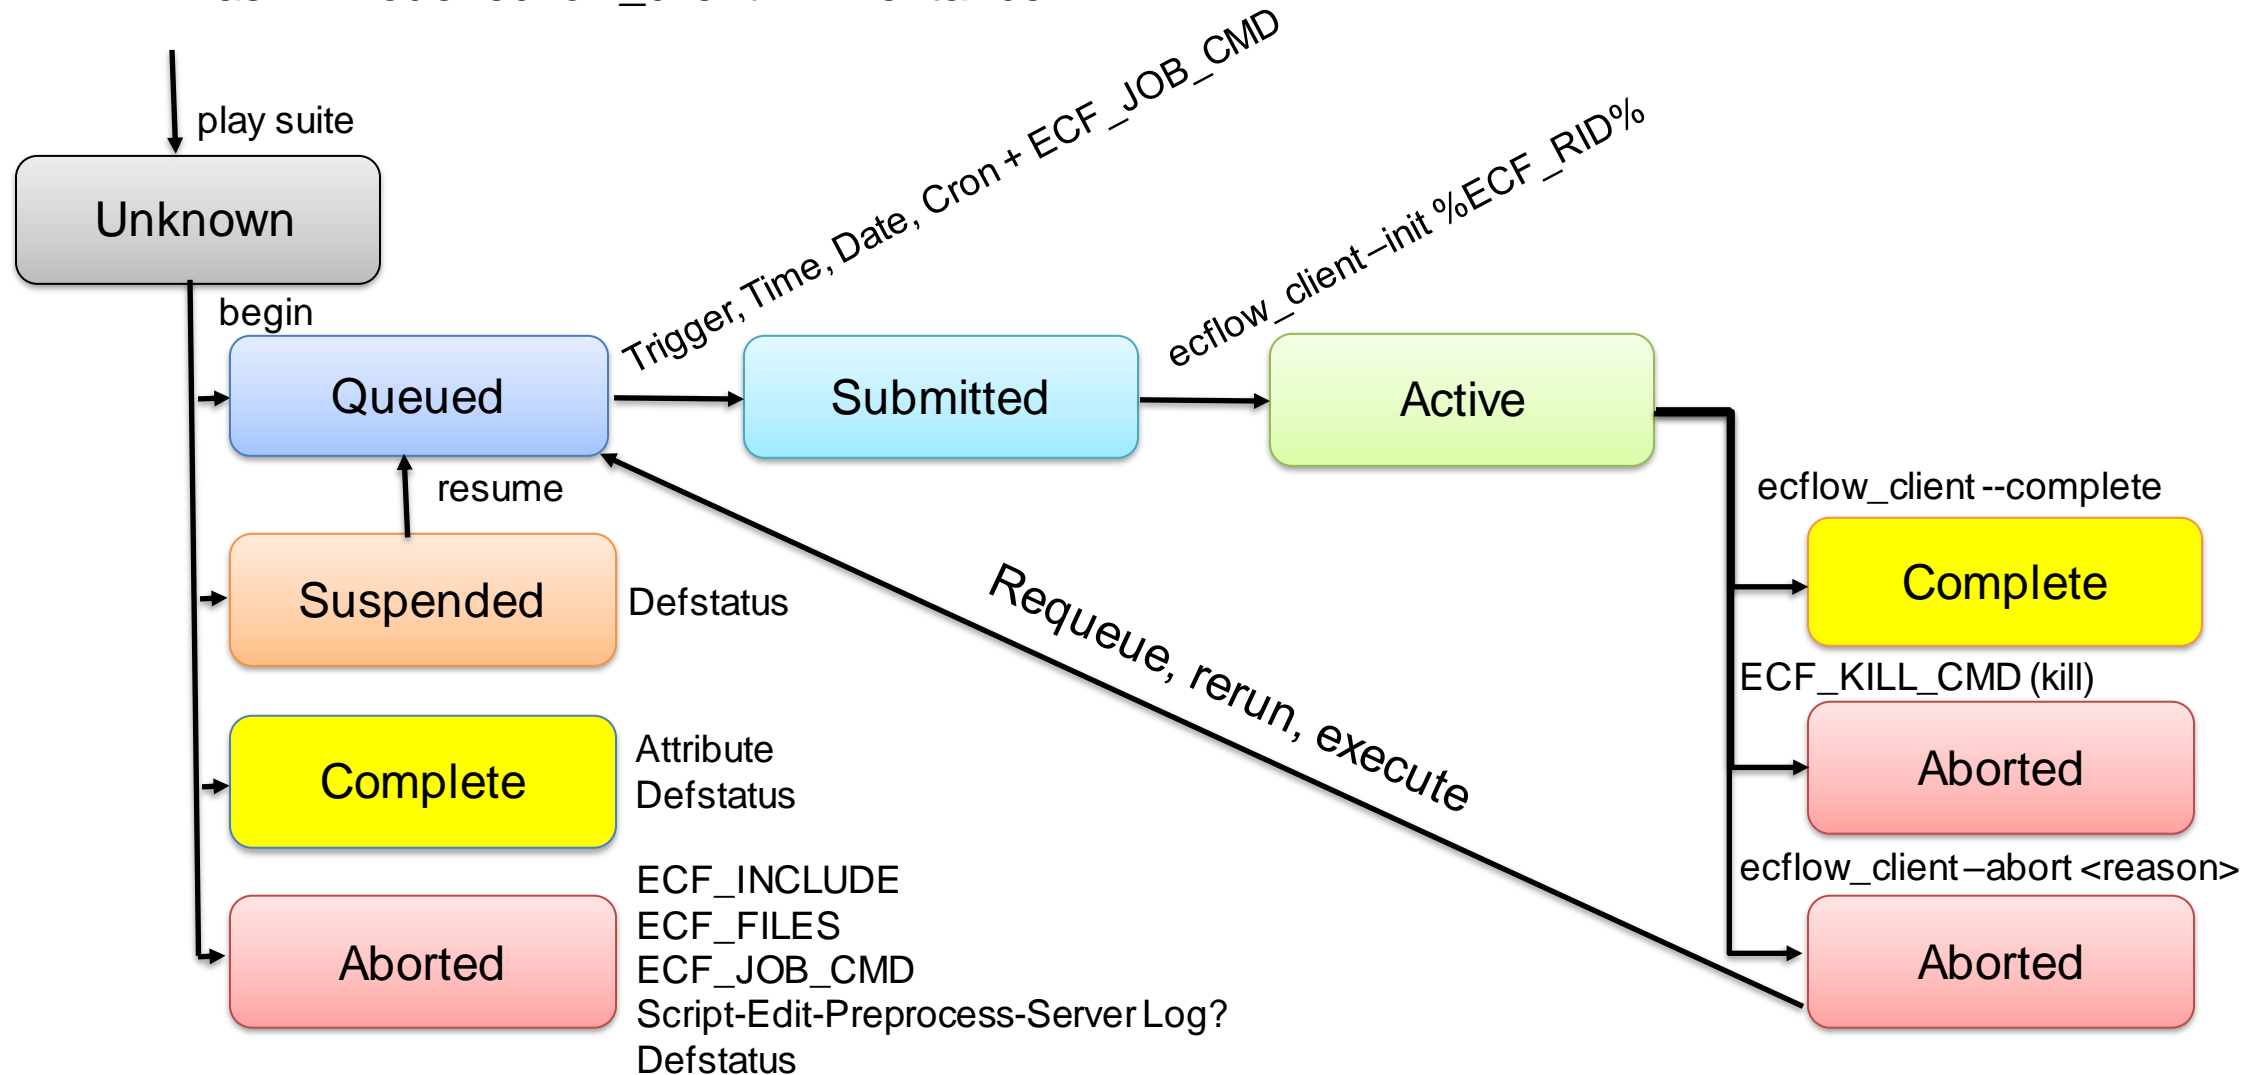 play suite
Unknown
begin
Trigger, Time, Date, Cron + ECF_JOB_CMD
ecflow_client –init %ECF_RID%
Queued
Submitted
Active
resume
ecflow_client --complete
Suspended
Defstatus
Requeue, rerun, execute
Complete
ECF_KILL_CMD (kill)
Complete
Attribute
Defstatus
Aborted
ecflow_client –abort <reason>
Aborted
ECF_INCLUDE
ECF_FILES
ECF_JOB_CMD
Script-Edit-Preprocess-Server Log?
Defstatus
Aborted